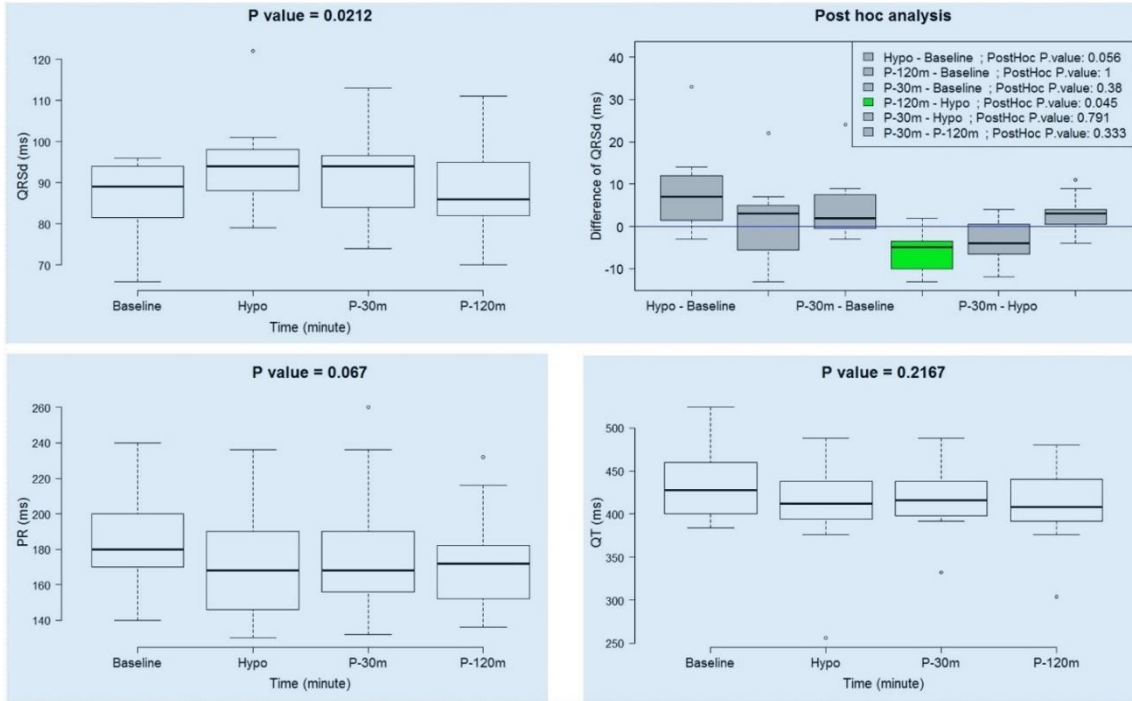 P value = 0.0212
QRSd (ms)
120
110
100
90
80
70
Baseline Hypo P-30m P-120m
Time (minute)
Post hoc analysis
Difference of QRSd (ms)
40
30
20
10
0
-10
Hypo - Baseline ; PostHoc P.value: 0.056
P-120m - Baseline ; PostHoc P.value: 1
P-30m - Baseline ; PostHoc P.value: 0.38
P-120m - Hypo ; PostHoc P.value: 0.045
P-30m - Hypo ; PostHoc P.value: 0.791
P-30m - P-120m ; PostHoc P.value: 0.333
Hypo - Baseline P-30m - Baseline P-30m - Hypo
P value = 0.067
PR (ms)
260
240
220
200
180
160
140
Baseline Hypo P-30m P-120m
Time (minute)
P value = 0.2167
QT (ms)
500
450
400
350
300
250
Baseline Hypo P-30m P-120m
Time (minute)